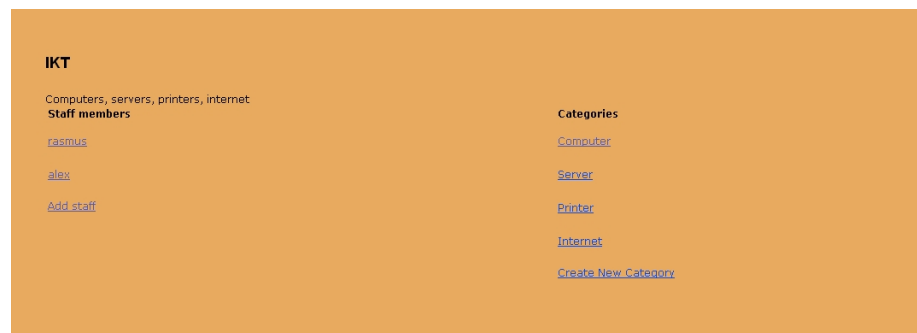 IKT
Computers, servers, printers, internet
Staff members
rasmus
alex
Add staff
Categories
Computer
Server
Printer
Internet
Create New Category